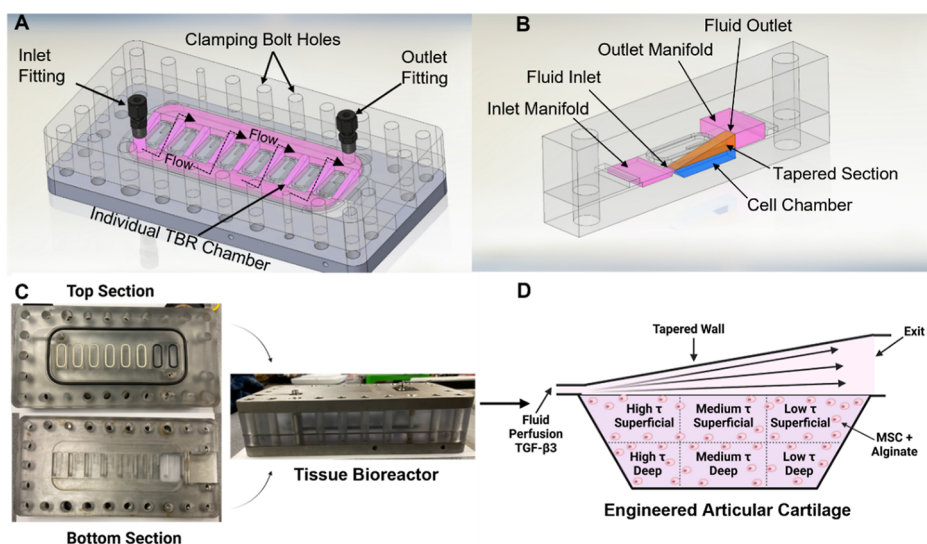 A
Inlet
Fitting
Clamping Bolt Holes
Outlet
Fitting
Flow
Flow
Individual TBR Chamber
B
Fluid Outlet
Outlet Manifold
Fluid Inlet
Inlet Manifold
Tapered Section
Cell Chamber
C
Top Section
Bottom Section
Tissue Bioreactor
D
Tapered Wall
Exit
Fluid
Perfusion
TGF-β3
High τ
Superficial
Medium τ
Superficial
Low τ
Superficial
High τ
Deep
Medium τ
Deep
Low τ
Deep
MSC +
Alginate
Engineered Articular Cartilage